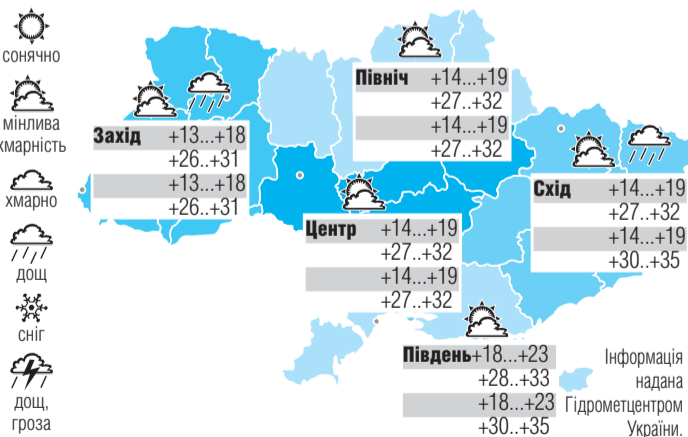 сонячно
мінлива
хмарність
хмарно
дощ
сніг
дощ,
гроза
Північ +14...+19
+27..+32
+14...+19
+27..+32
Захід +13...+18
+26..+31
+13...+18
+26..+31
Схід +14...+19
+27..+32
+14...+19
+30..+35
Центр +14...+19
+27..+32
+14...+19
+27..+32
Південь+18...+23
+28..+33
+18...+23
+30..+35
Інформація
надана
Гідрометцентром
України.